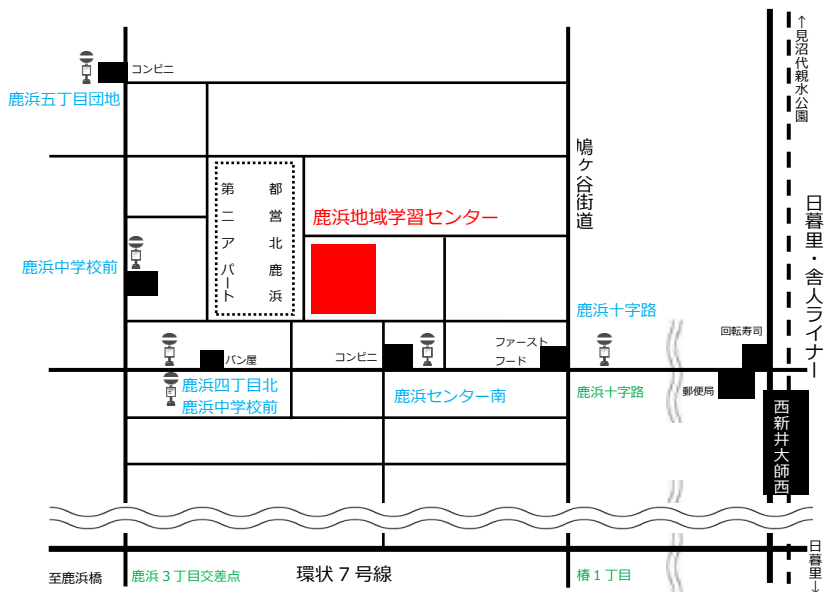 ↑見沼代親水公園
コンビニ
鹿浜五丁目団地
鳩ヶ谷街道
都営北鹿浜
第二アパート
日暮里・舎人ライナー
鹿浜地域学習センター
鹿浜中学校前
鹿浜十字路
回転寿司
ファースト
フード
コンビニ
パン屋
鹿浜四丁目北
鹿浜中学校前
鹿浜センター南
鹿浜十字路
郵便局
西新井大師西
日暮里↓
至鹿浜橋
鹿浜3丁目交差点
環状7号線
椿1丁目